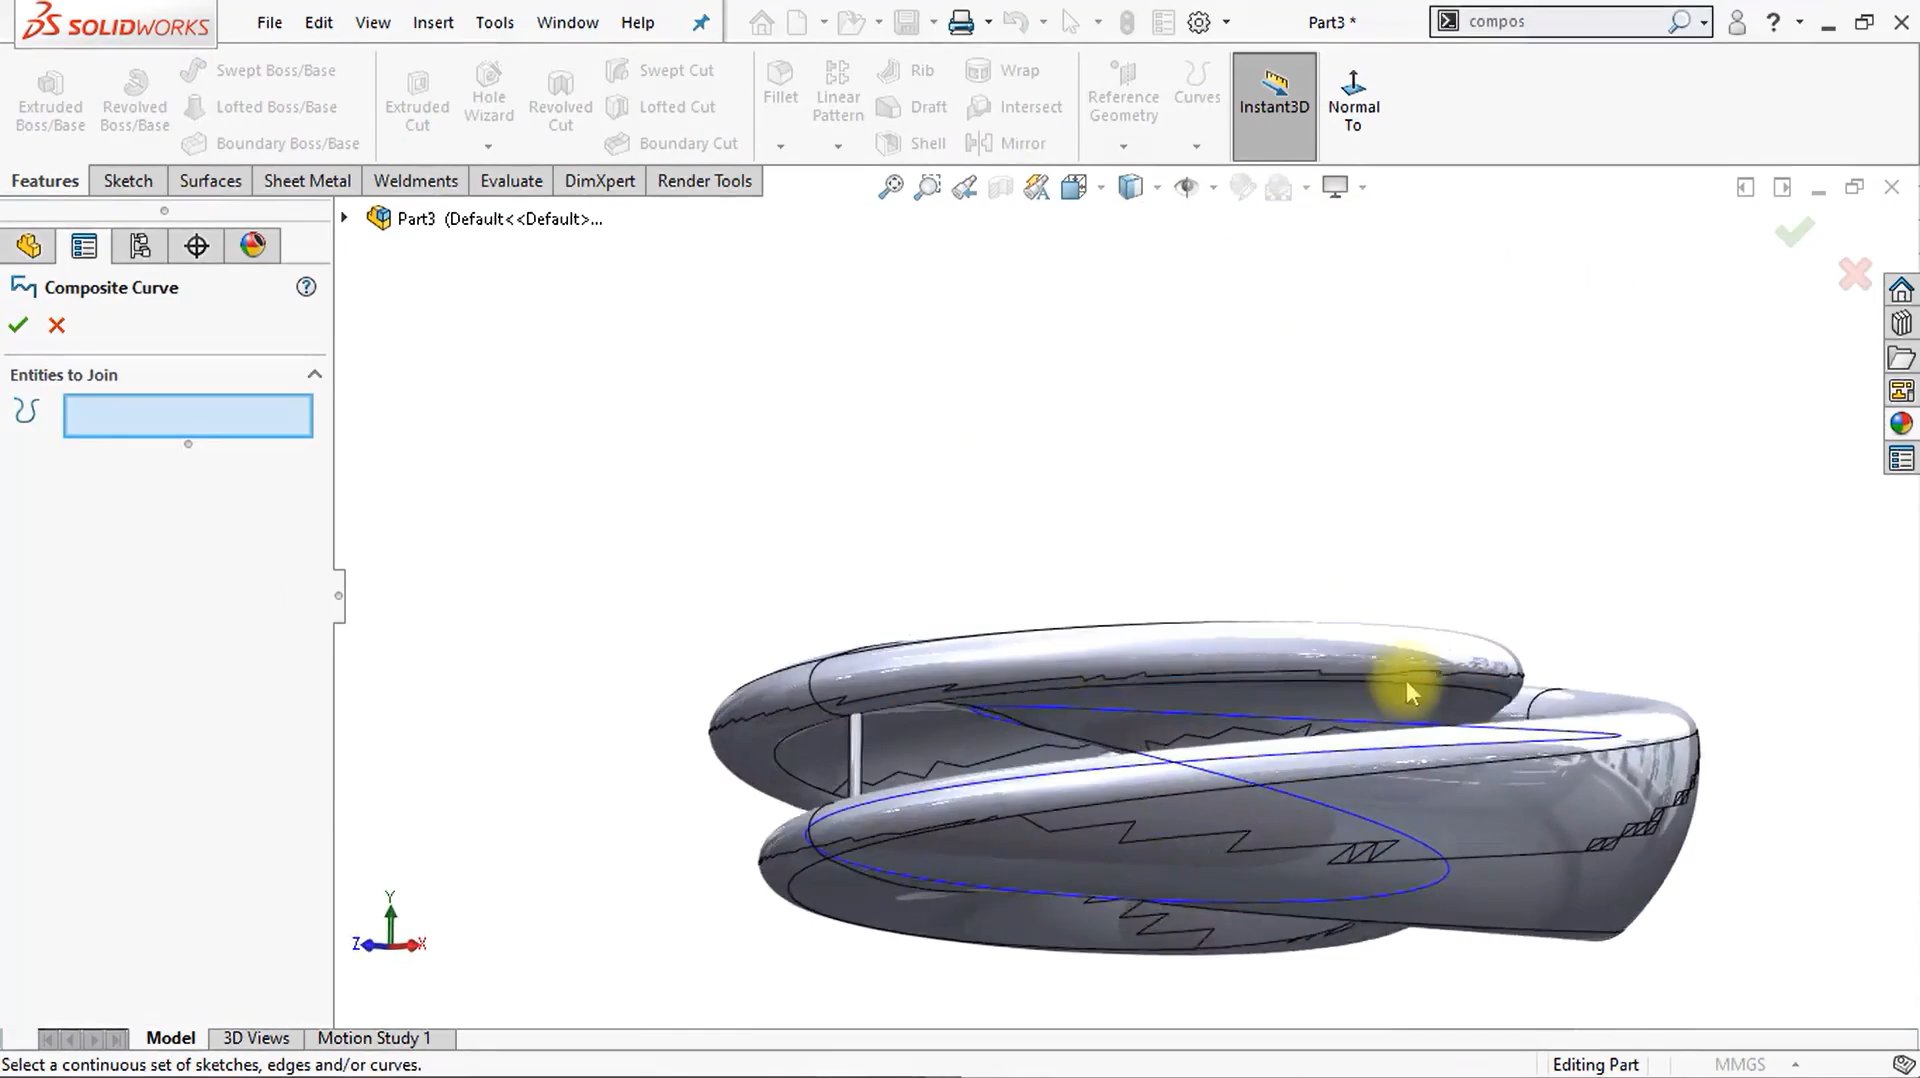 SOLIDWORKS File Edit View Insert Tools Window Help Part3 * compos ?
Extruded Boss/Base
Revolved Boss/Base
Swept Boss/Base
Lofted Boss/Base
Boundary Boss/Base
Extruded Cut
Hole Wizard
Revolved Cut
Swept Cut
Lofted Cut
Boundary Cut
Fillet
Linear Pattern
Rib
Draft
Shell
Wrap
Intersect
Mirror
Reference Geometry
Curves
Instant3D
Normal To
Features Sketch Surfaces Sheet Metal Weldments Evaluate DimXpert Render Tools
Part3 (Default<<Default>...
Composite Curve ?
Entities to Join
Y
Z X
Model 3D Views Motion Study 1
Select a continuous set of sketches, edges and/or curves. Editing Part MMGS